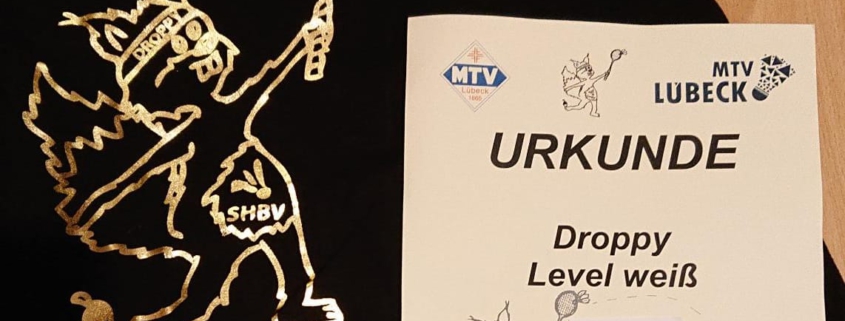 DROPPY
SHBV
MTV
Lübeck
MTV
LÜBECK
URKUNDE
Droppy
Level weiß